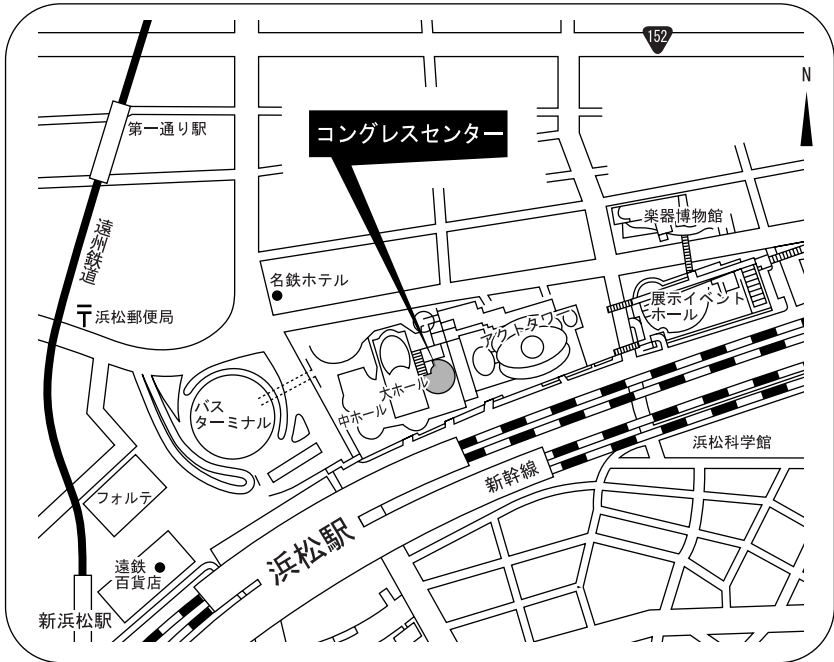 152
N
第一通り駅
コングレスセンター
楽器博物館
遠州鉄道
名鉄ホテル
展示イベント
ホール
〒浜松郵便局
アクトタワー
大ホール
中ホール
バス
ターミナル
浜松科学館
新幹線
フォルテ
浜松駅
遠鉄
百貨店
新浜松駅